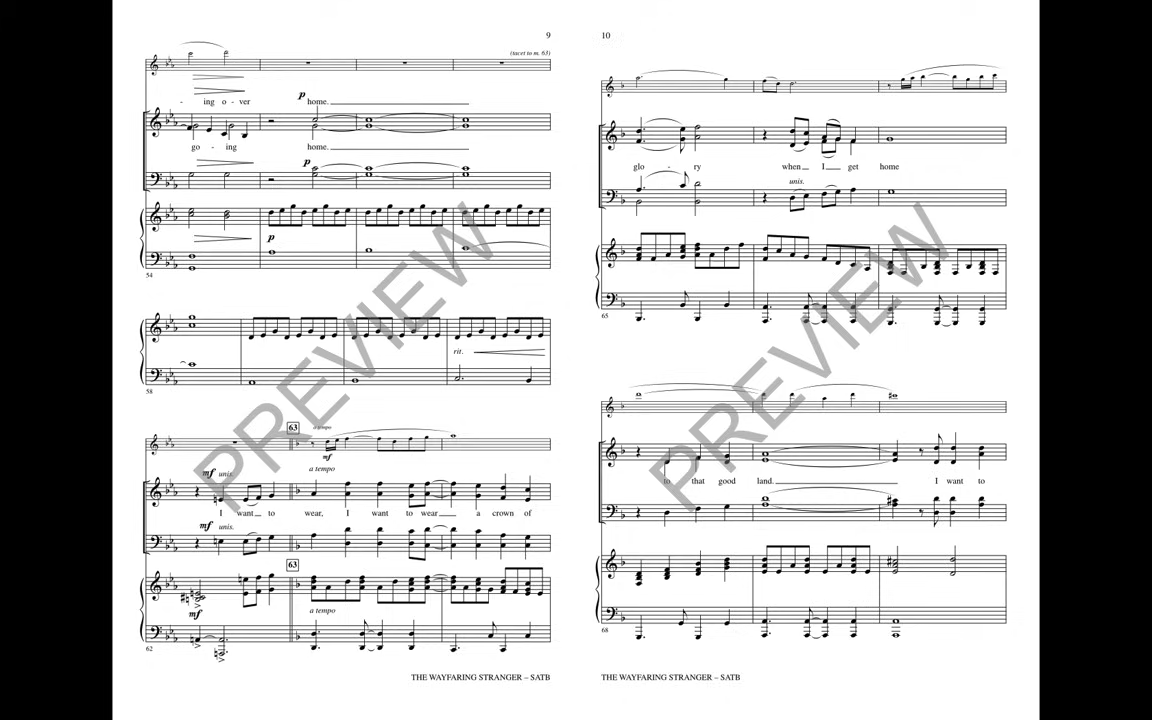 9
(tacet to m. 63)
- ing o - ver home.
p
go - ing home.
p
p
54
rit.
58
63
a tempo
mf
mf unis.
a tempo
I want to wear, I want to wear a crown of
mf unis.
63
mf
a tempo
62
THE WAYFARING STRANGER – SATB
10
glo - ry when I get home
unis.
65
to that good land. I want to
68
THE WAYFARING STRANGER – SATB
PREVIEW
PREVIEW